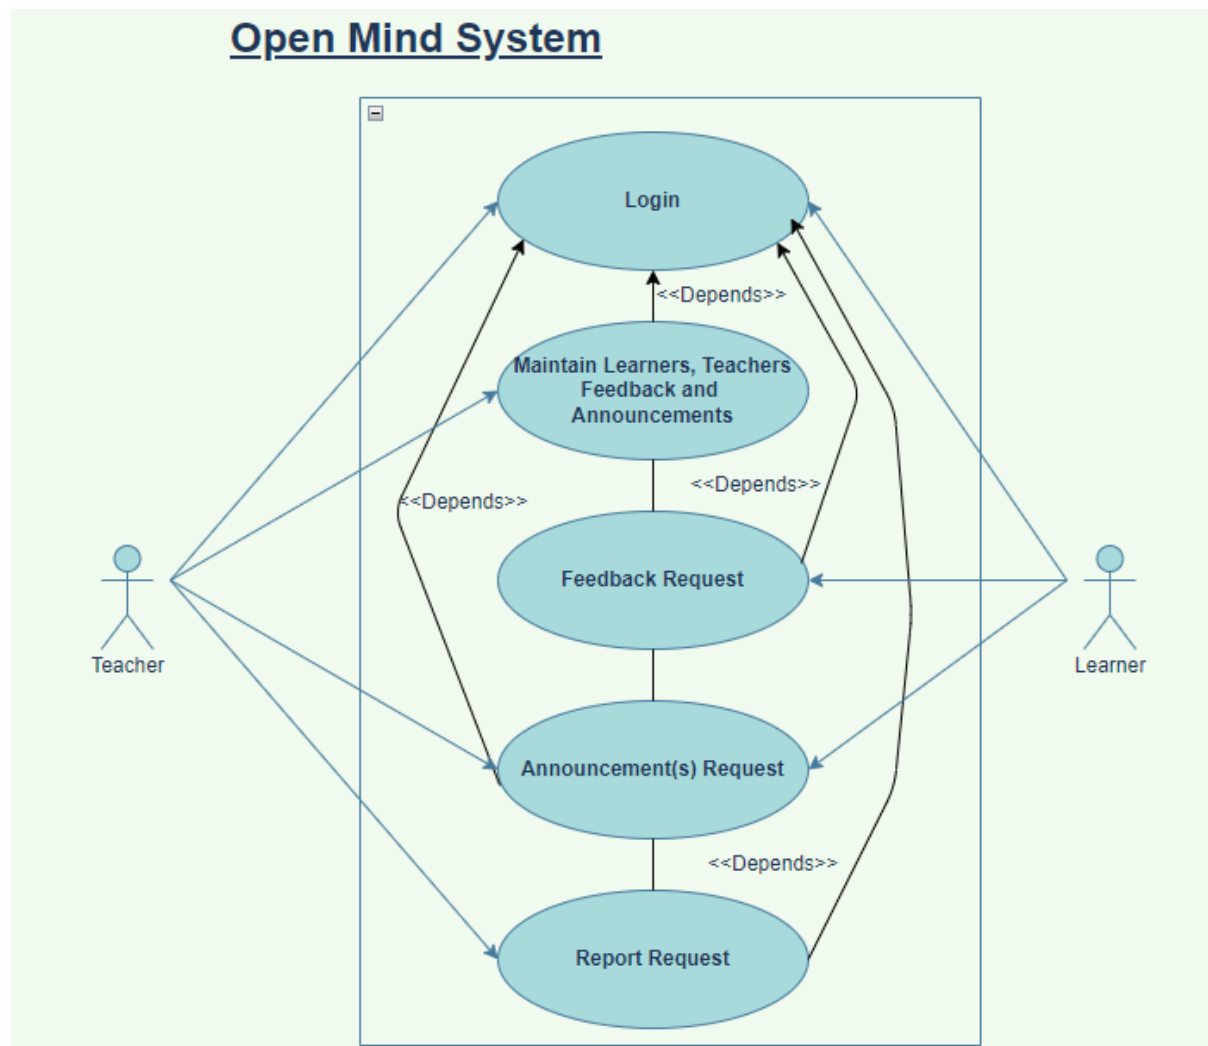 Open Mind System
Login
<<Depends>>
Maintain Learners, Teachers
Feedback and
Announcements
<<Depends>>
<<Depends>>
Feedback Request
Teacher
Learner
Announcement(s) Request
<<Depends>>
Report Request